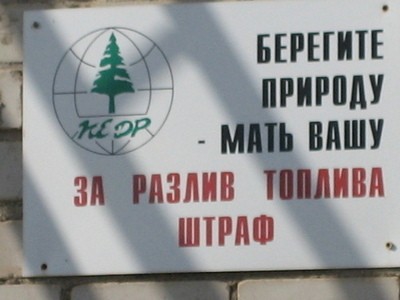 КЕДР
БЕРЕГИТЕ
ПРИРОДУ
- МАТЬ ВАШУ
ЗА РАЗЛИВ ТОПЛИВА
ШТРАФ